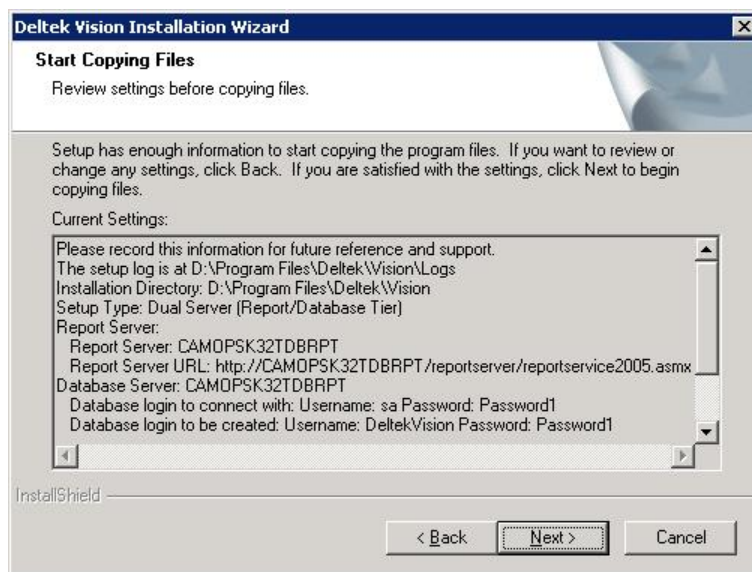 Deltek Vision Installation Wizard
Start Copying Files
Review settings before copying files.
Setup has enough information to start copying the program files. If you want to review or
change any settings, click Back. If you are satisfied with the settings, click Next to begin
copying files.
Current Settings:
Please record this information for future reference and support.
The setup log is at D:\Program Files\Deltek\Vision\Logs
Installation Directory: D:\Program Files\Deltek\Vision
Setup Type: Dual Server (Report/Database Tier)
Report Server:
Report Server: CAMOPSK32TDBRPT
Report Server URL: http://CAMOPSK32TDBRPT/reportserver/reportservice2005.asmx
Database Server: CAMOPSK32TDBRPT
Database login to connect with: Username: sa Password: Password1
Database login to be created: Username: DeltekVision Password: Password1
InstallShield
< Back
Next >
Cancel